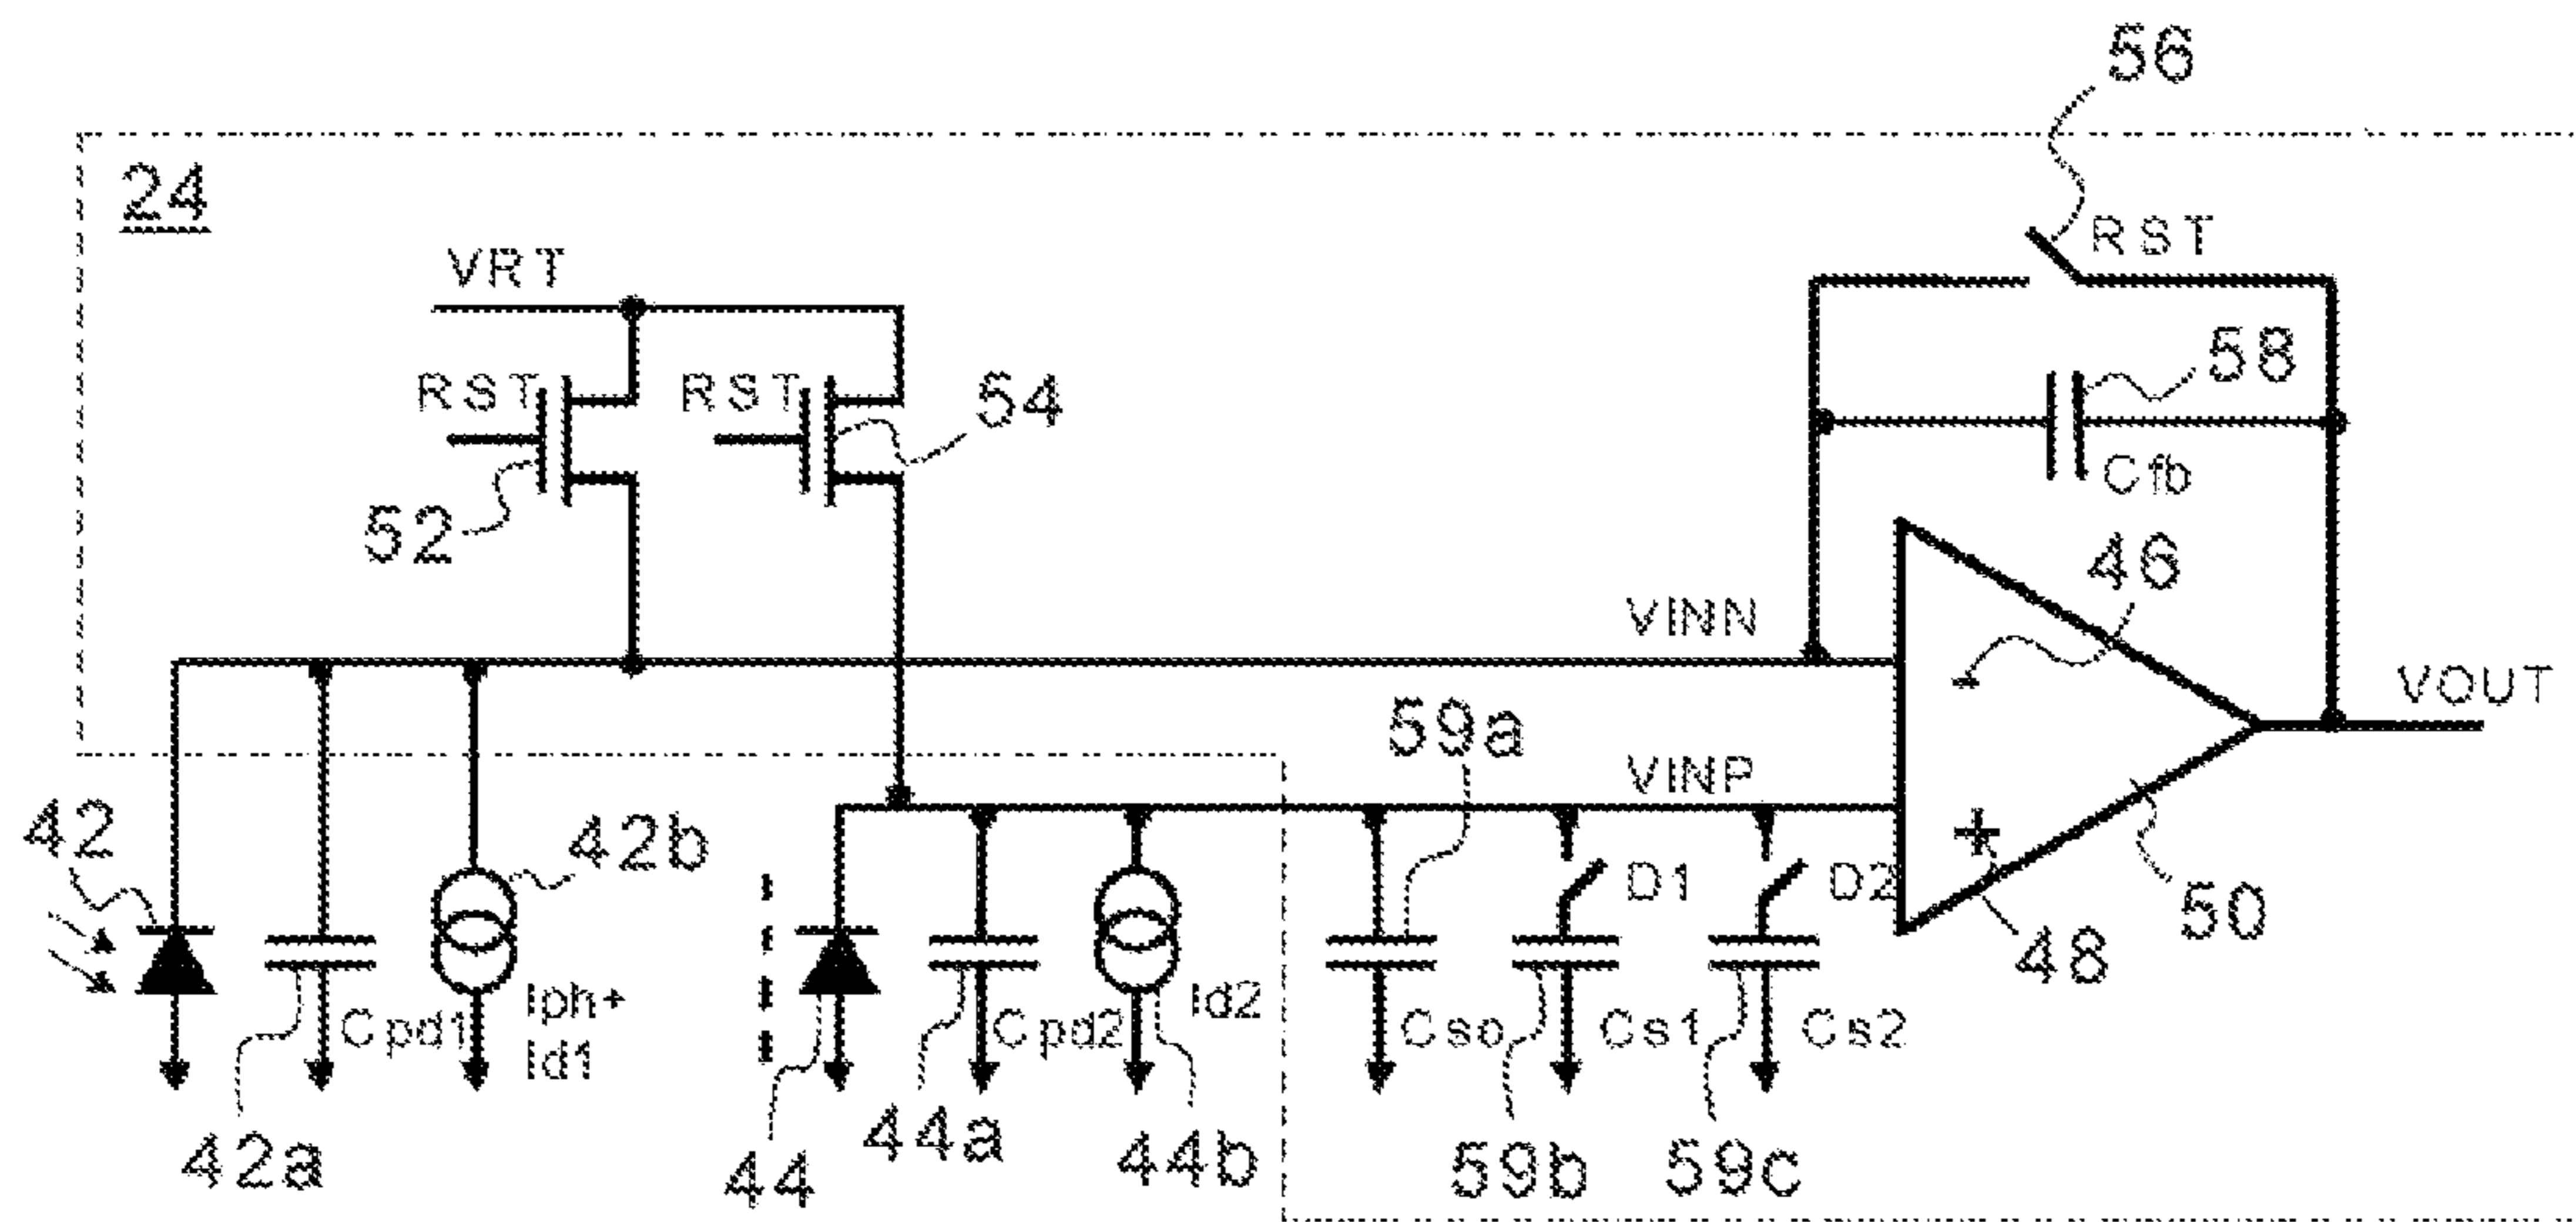 56
24
VRT
RST
RST
RST
54
58
52
Cfb
46
VINN
-
VOUT
59a
VINP
42
42b
+
D1
D2
50
48
Cpd1
Iph+
Id1
Cpd2
Id2
Cso
Cs1
Cs2
42a
44
44a
44b
59b
59c